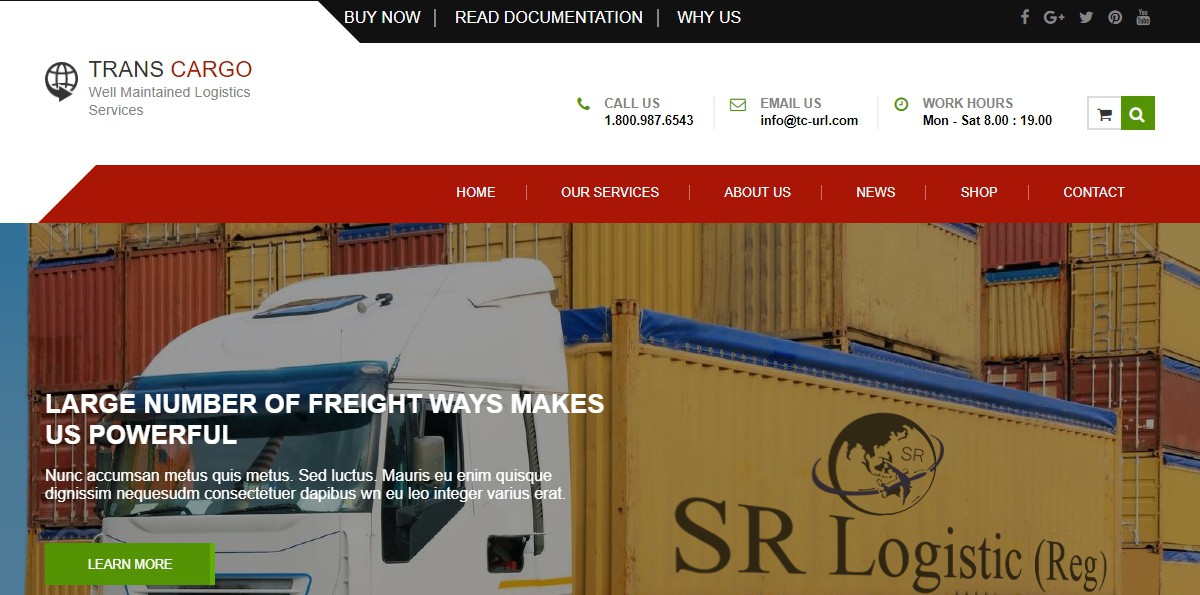 BUY NOW | READ DOCUMENTATION | WHY US
You Tube
TRANS CARGO
Well Maintained Logistics
Services
CALL US
1.800.987.6543
EMAIL US
info@tc-url.com
WORK HOURS
Mon - Sat 8.00 : 19.00
HOME | OUR SERVICES | ABOUT US | NEWS | SHOP | CONTACT
LARGE NUMBER OF FREIGHT WAYS MAKES
US POWERFUL
Nunc accumsan metus quis metus. Sed luctus. Mauris eu enim quisque
dignissim nequesudm consectetuer dapibus wn eu leo integer varius erat.
LEARN MORE
SR
SR Logistic (Reg)